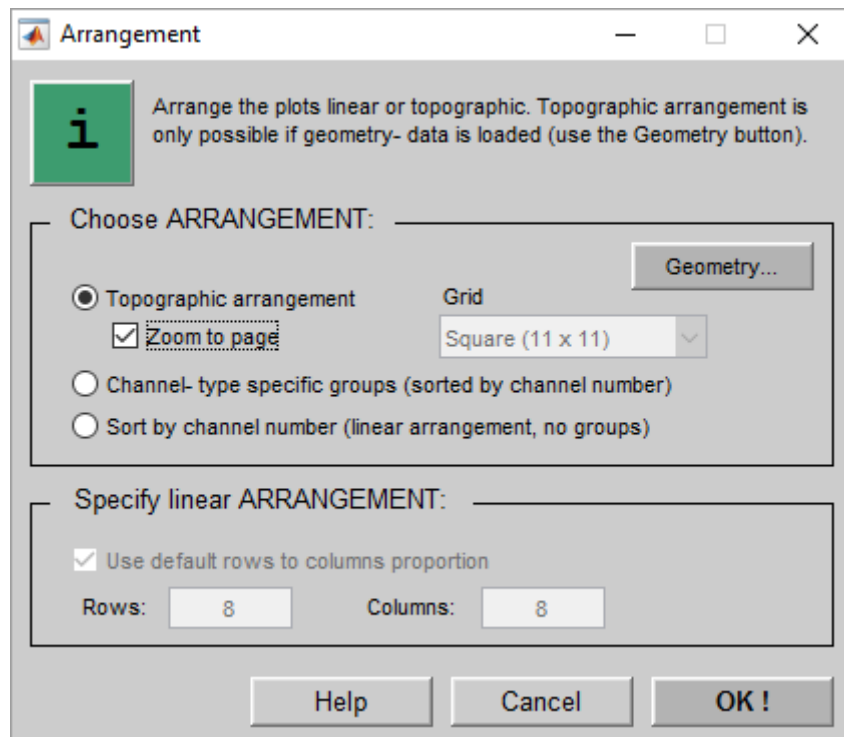 Arrangement
i
Arrange the plots linear or topographic. Topographic arrangement is
only possible if geometry- data is loaded (use the Geometry button).
Choose ARRANGEMENT:
Geometry...
Topographic arrangement
Grid
Zoom to page
Square (11 x 11)
Channel- type specific groups (sorted by channel number)
Sort by channel number (linear arrangement, no groups)
Specify linear ARRANGEMENT:
Use default rows to columns proportion
Rows: 8 Columns: 8
Help Cancel OK !